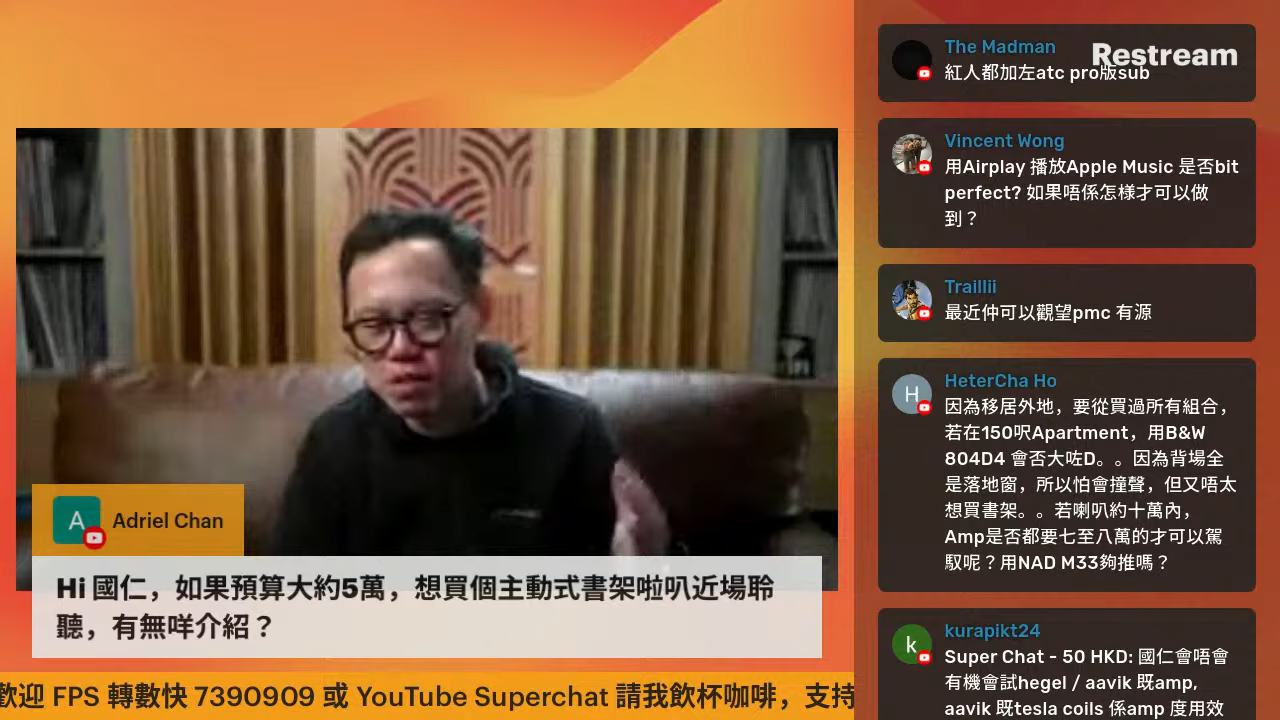 The Madman
Restream
紅人都加左atc pro版sub
Vincent Wong
用Airplay 播放Apple Music 是否bit
perfect? 如果唔係怎樣才可以做
到？
Traillii
最近仲可以觀望pmc 有源
H
HeterCha Ho
因為移居外地，要從買過所有組合，
若在150呎Apartment，用B&W
804D4 會否大咗D。。因為背場全
是落地窗，所以怕會撞聲，但又唔太
想買書架。。若喇叭約十萬內，
Amp是否都要七至八萬的才可以駕
馭呢？用NAD M33夠推嗎？
k
kurapikt24
Super Chat - 50 HKD: 國仁會唔會
有機會試hegel / aavik 既amp,
aavik 既tesla coils 係amp 度用效
A
Adriel Chan
Hi 國仁，如果預算大約5萬，想買個主動式書架啦叭近場聆
聽，有無咩介紹？
歡迎 FPS 轉數快 7390909 或 YouTube Superchat 請我飲杯咖啡，支持